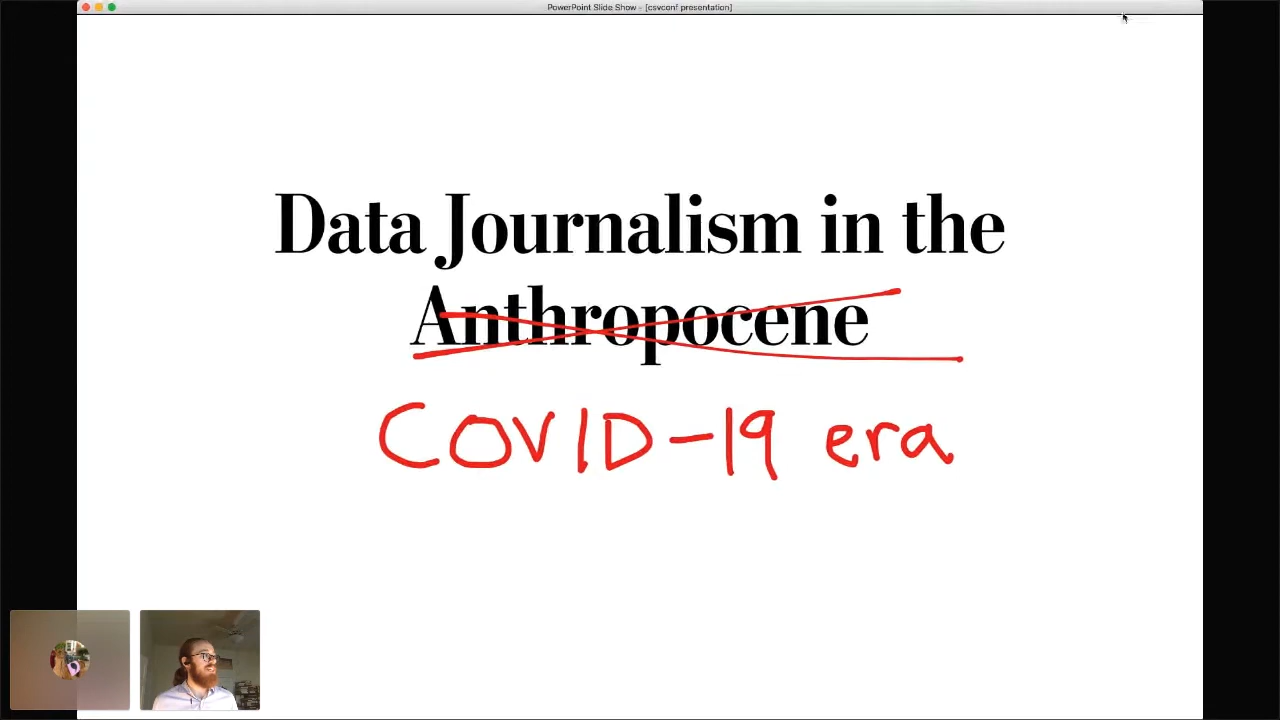 PowerPoint Slide Show - [csvconf presentation]
Data Journalism in the
Anthropocene
COVID-19 era